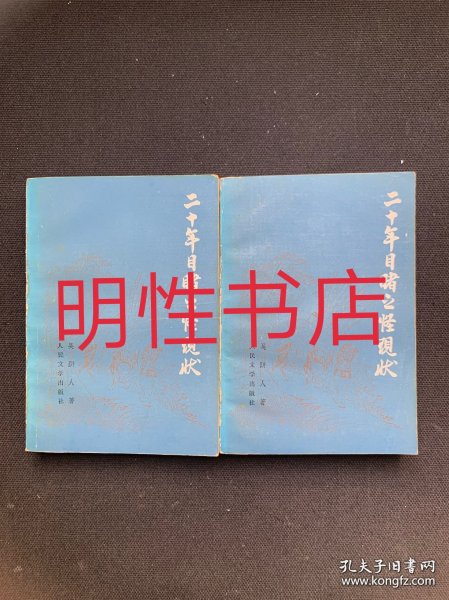 二十年目睹之怪现状
吴趼人 著
人民文学出版社
二十年目睹之怪现状
吴趼人 著
人民文学出版社
明性书店
孔夫子旧书网
www.kongfz.com